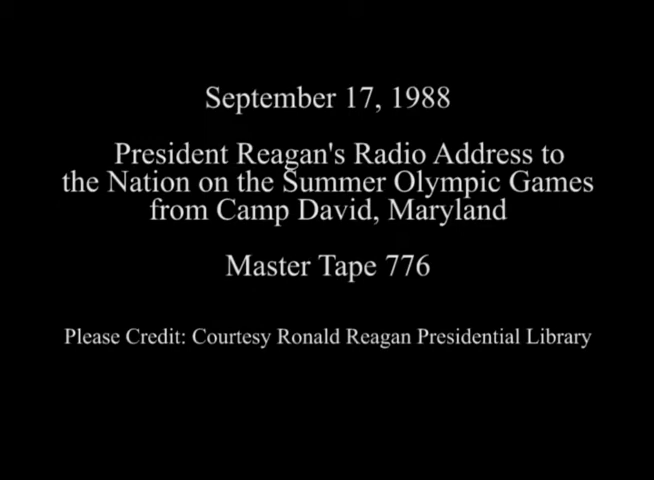 September 17, 1988
President Reagan's Radio Address to
the Nation on the Summer Olympic Games
from Camp David, Maryland
Master Tape 776
Please Credit: Courtesy Ronald Reagan Presidential Library